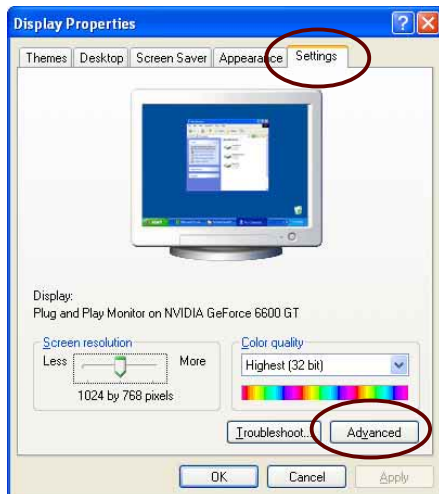 Display Properties
Themes Desktop Screen Saver Appearance Settings
Display:
Plug and Play Monitor on NVIDIA GeForce 6600 GT
Screen resolution
Less More
1024 by 768 pixels
Color quality
Highest (32 bit)
Troubleshoot... Advanced
OK Cancel Apply